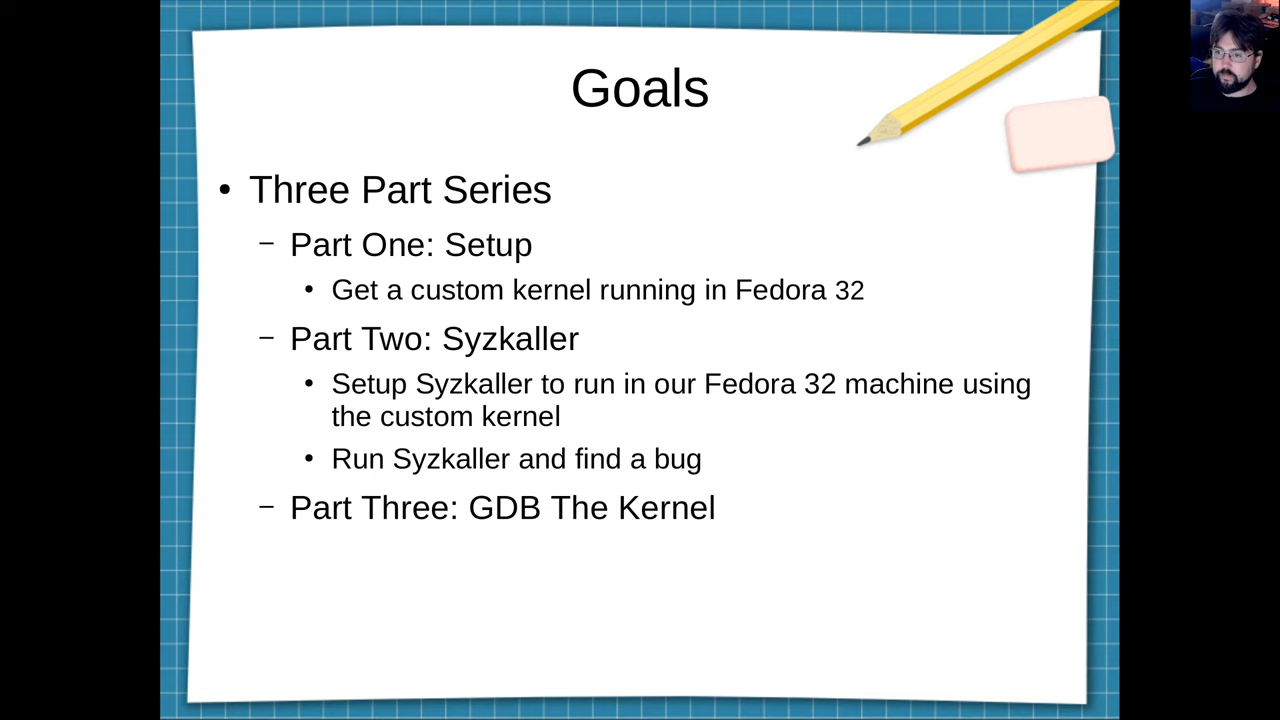 Goals
• Three Part Series
– Part One: Setup
• Get a custom kernel running in Fedora 32
– Part Two: Syzkaller
• Setup Syzkaller to run in our Fedora 32 machine using
the custom kernel
• Run Syzkaller and find a bug
– Part Three: GDB The Kernel